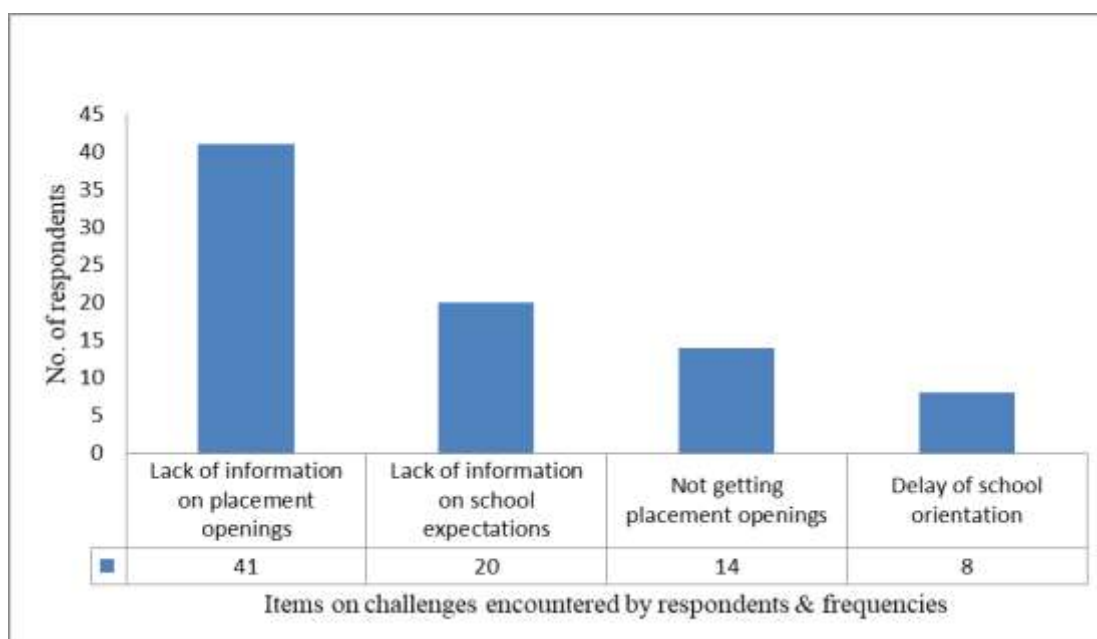 45
40
35
30
25
20
15
10
5
0
No. of respondents
Lack of information
on placement
openings
Lack of information
on school
expectations
Not getting
placement openings
Delay of school
orientation
41 20 14 8
Items on challenges encountered by respondents & frequencies